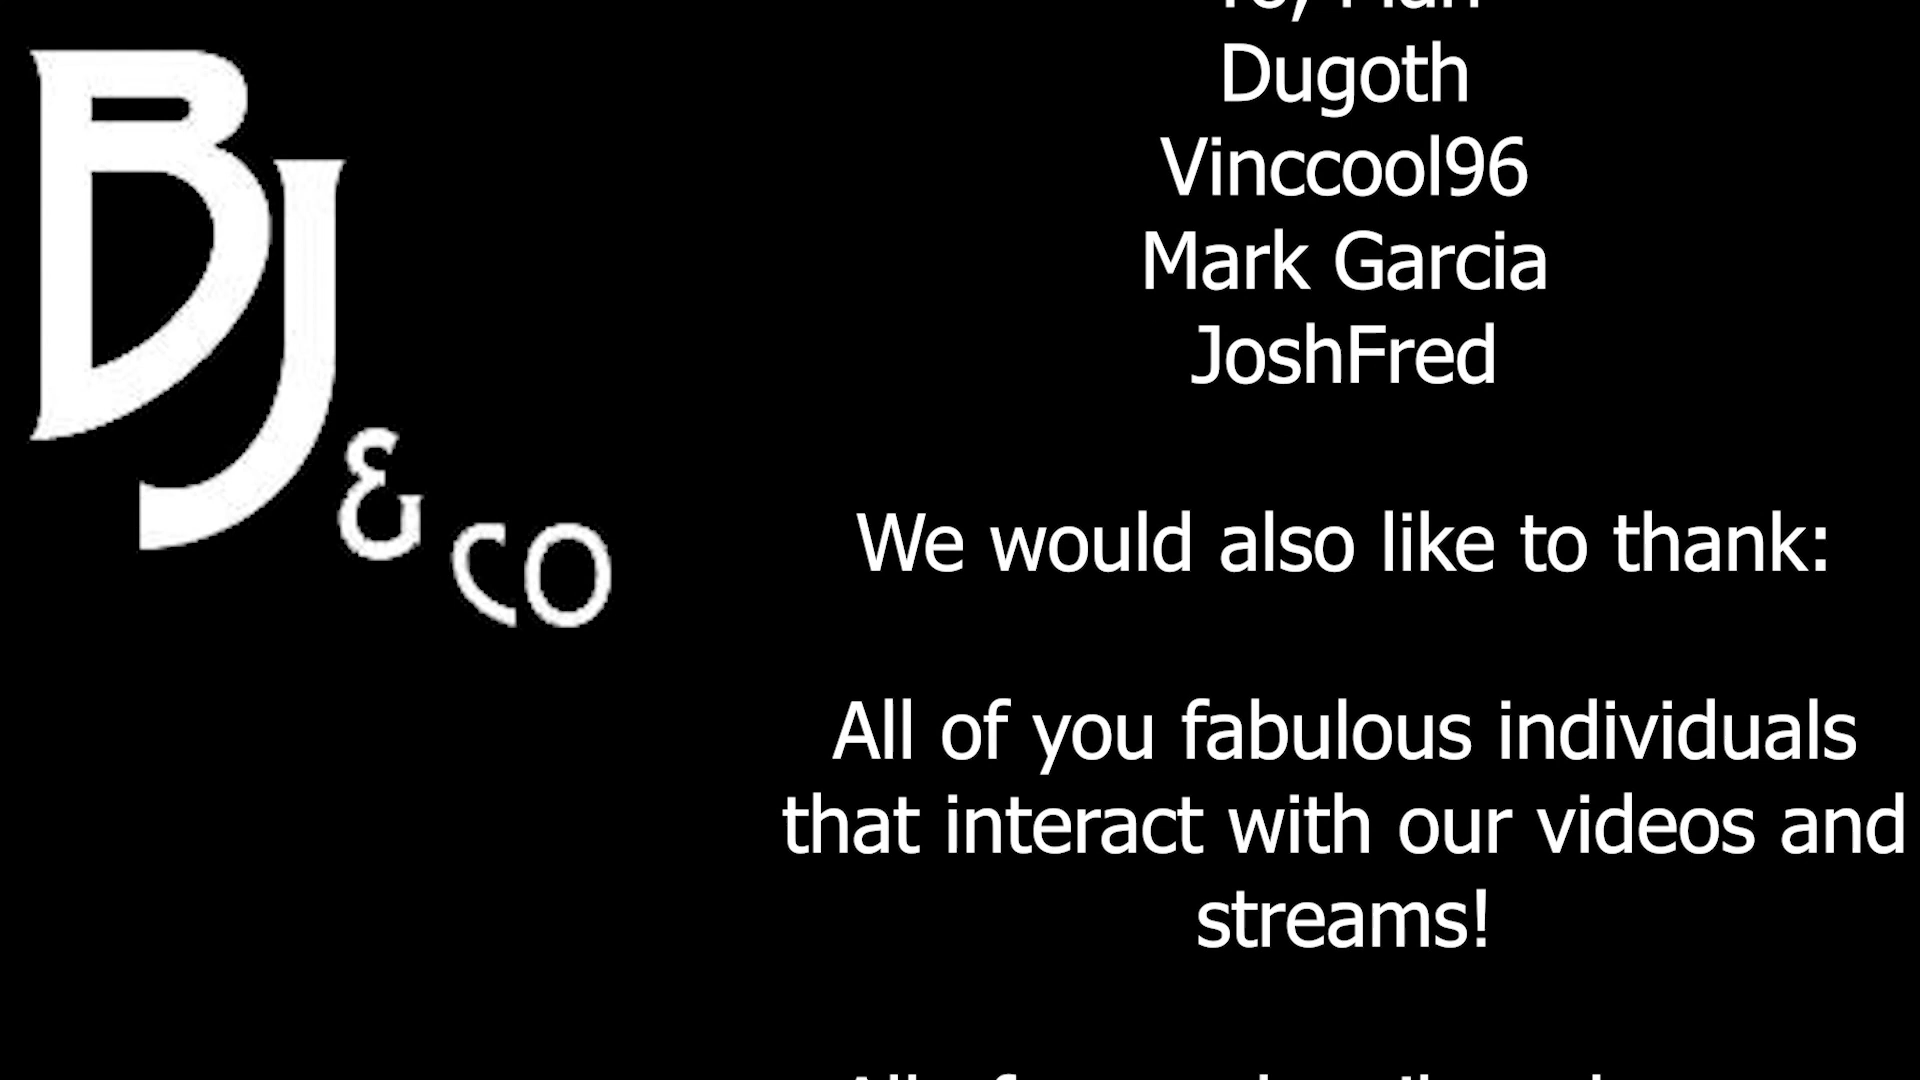 BJ
& CO
Dugoth
Vinccool96
Mark Garcia
JoshFred
We would also like to thank:
All of you fabulous individuals
that interact with our videos and
streams!